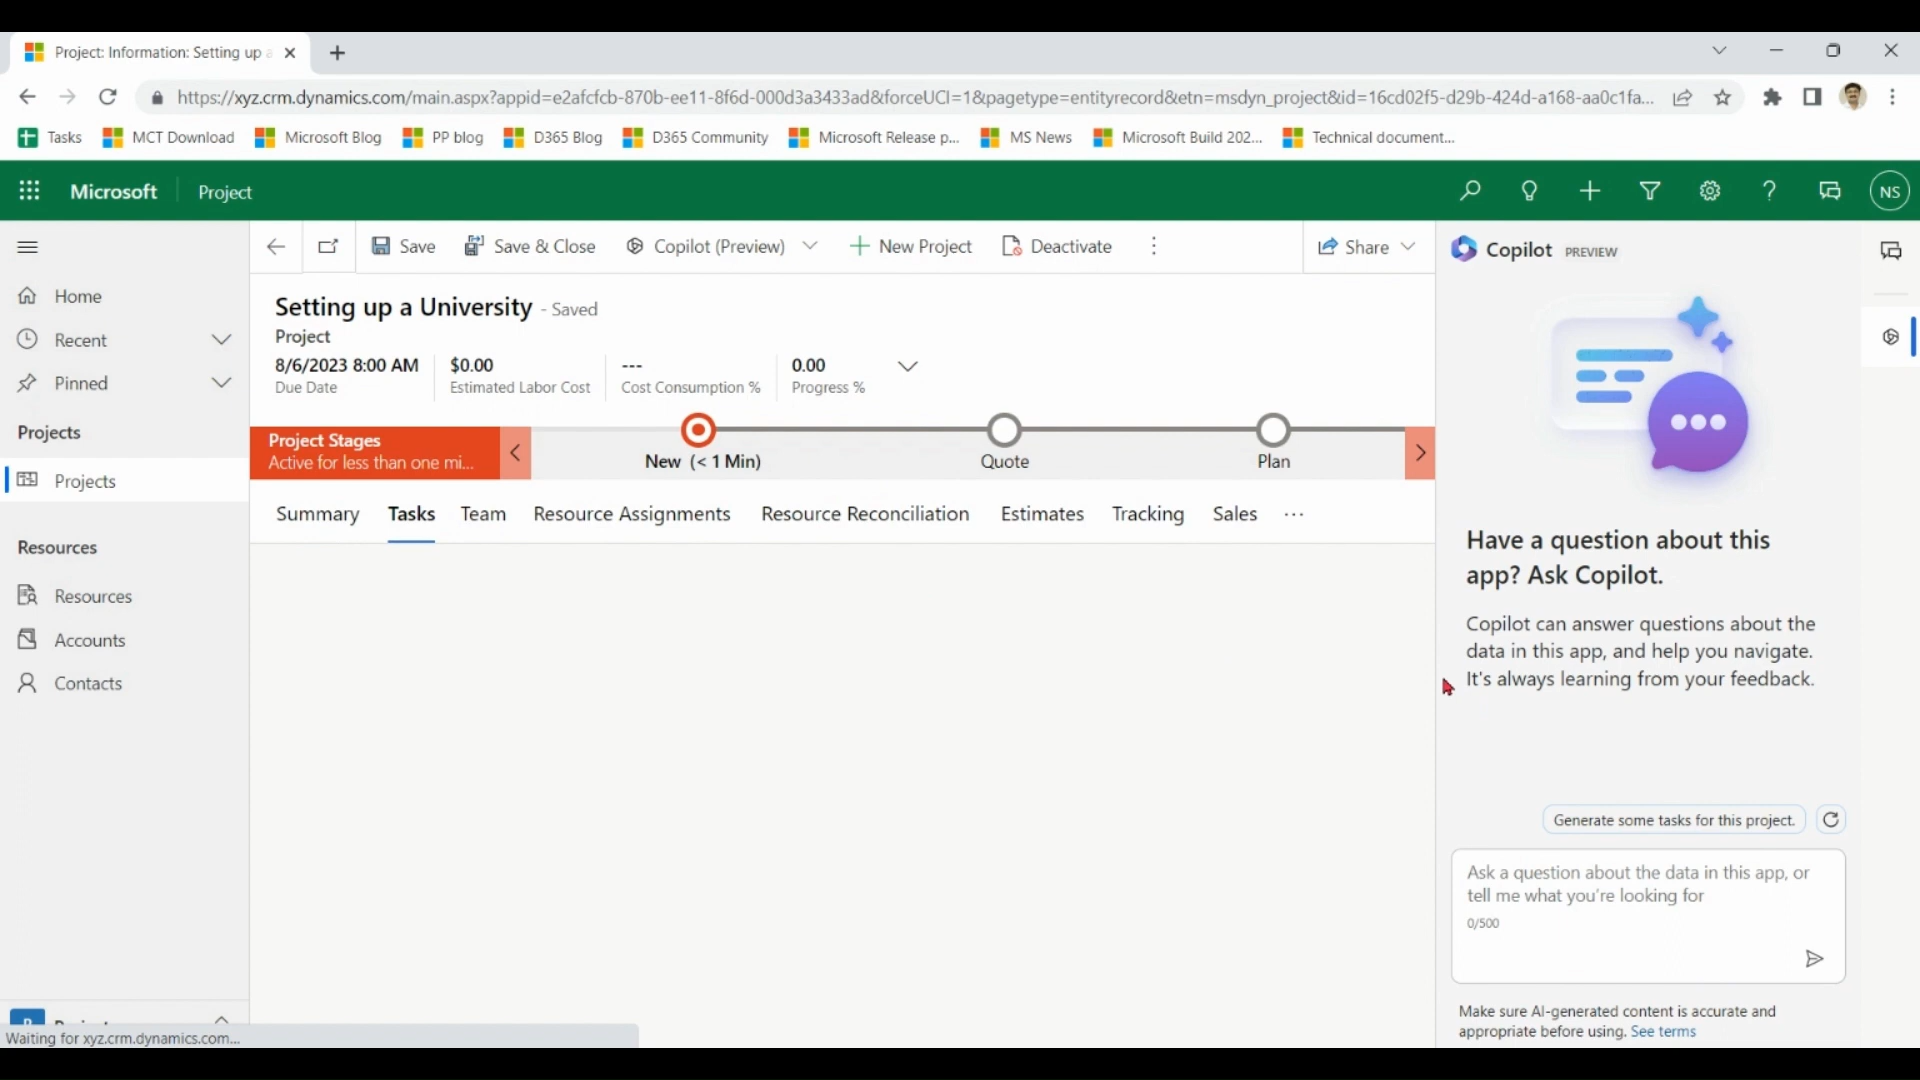 Project: Information: Setting up a
https://xyz.crm.dynamics.com/main.aspx?appid=e2afcfcb-870b-ee11-8f6d-000d3a3433ad&forceUCI=1&pagetype=entityrecord&etn=msdyn_project&id=16cd02f5-d29b-424d-a168-aa0c1fa...
Tasks MCT Download Microsoft Blog PP blog D365 Blog D365 Community Microsoft Release p... MS News Microsoft Build 202... Technical document...
Microsoft Project NS
Save Save & Close Copilot (Preview) New Project Deactivate Share
Home
Recent
Pinned
Projects
Projects
Resources
Resources
Accounts
Contacts
Setting up a University - Saved
Project
8/6/2023 8:00 AM $0.00 --- 0.00
Due Date Estimated Labor Cost Cost Consumption % Progress %
Project Stages
Active for less than one mi...
New (< 1 Min) Quote Plan
Summary Tasks Team Resource Assignments Resource Reconciliation Estimates Tracking Sales ...
Copilot PREVIEW
Have a question about this
app? Ask Copilot.
Copilot can answer questions about the
data in this app, and help you navigate.
It's always learning from your feedback.
Generate some tasks for this project.
Ask a question about the data in this app, or
tell me what you're looking for
0/500
Make sure AI-generated content is accurate and
appropriate before using. See terms
Waiting for xyz.crm.dynamics.com...